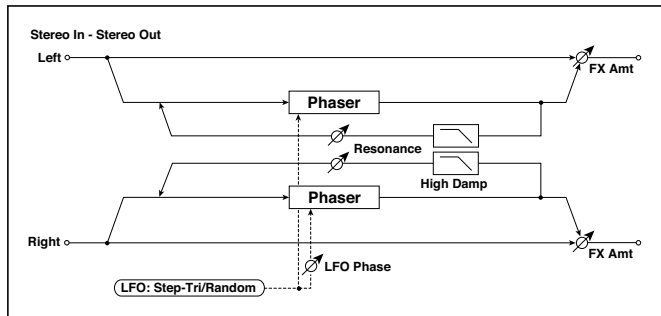 Stereo In - Stereo Out
Left
FX Amt
Phaser
Resonance
High Damp
Phaser
Right
FX Amt
LFO Phase
LFO: Step-Tri/Random